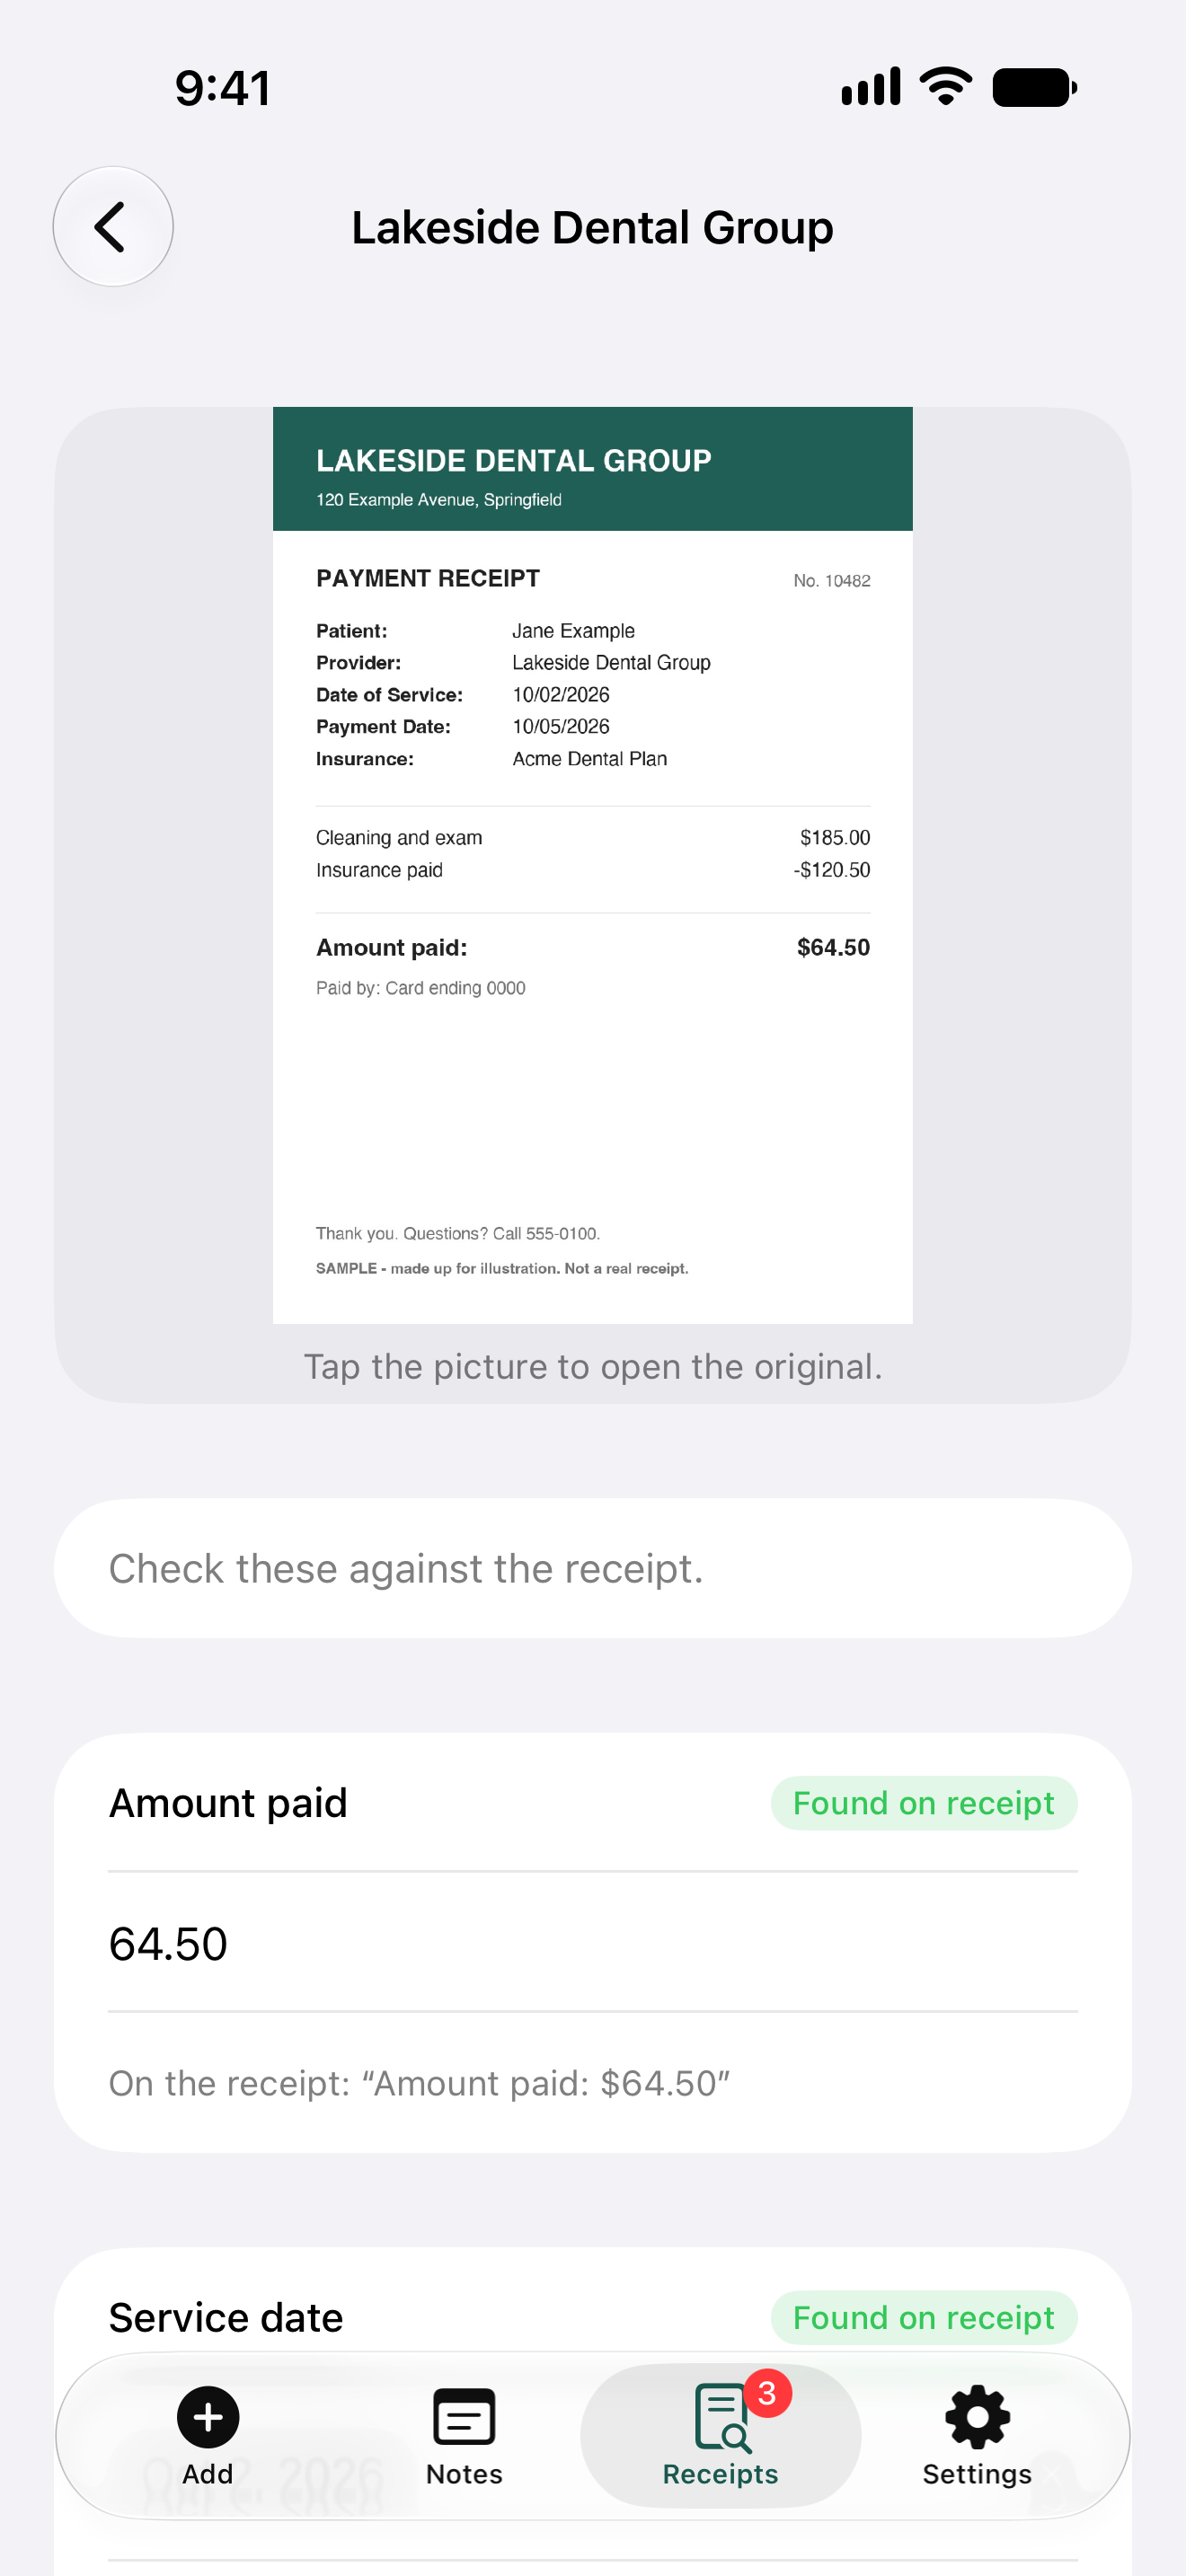 9:41
Lakeside Dental Group
LAKESIDE DENTAL GROUP
120 Example Avenue, Springfield
PAYMENT RECEIPT No. 10482
Patient: Jane Example
Provider: Lakeside Dental Group
Date of Service: 10/02/2026
Payment Date: 10/05/2026
Insurance: Acme Dental Plan
Cleaning and exam $185.00
Insurance paid -$120.50
Amount paid: $64.50
Paid by: Card ending 0000
Thank you. Questions? Call 555-0100.
SAMPLE - made up for illustration. Not a real receipt.
Tap the picture to open the original.
Check these against the receipt.
Amount paid Found on receipt
64.50
On the receipt: “Amount paid: $64.50”
Service date Found on receipt
3
Add Notes Receipts Settings